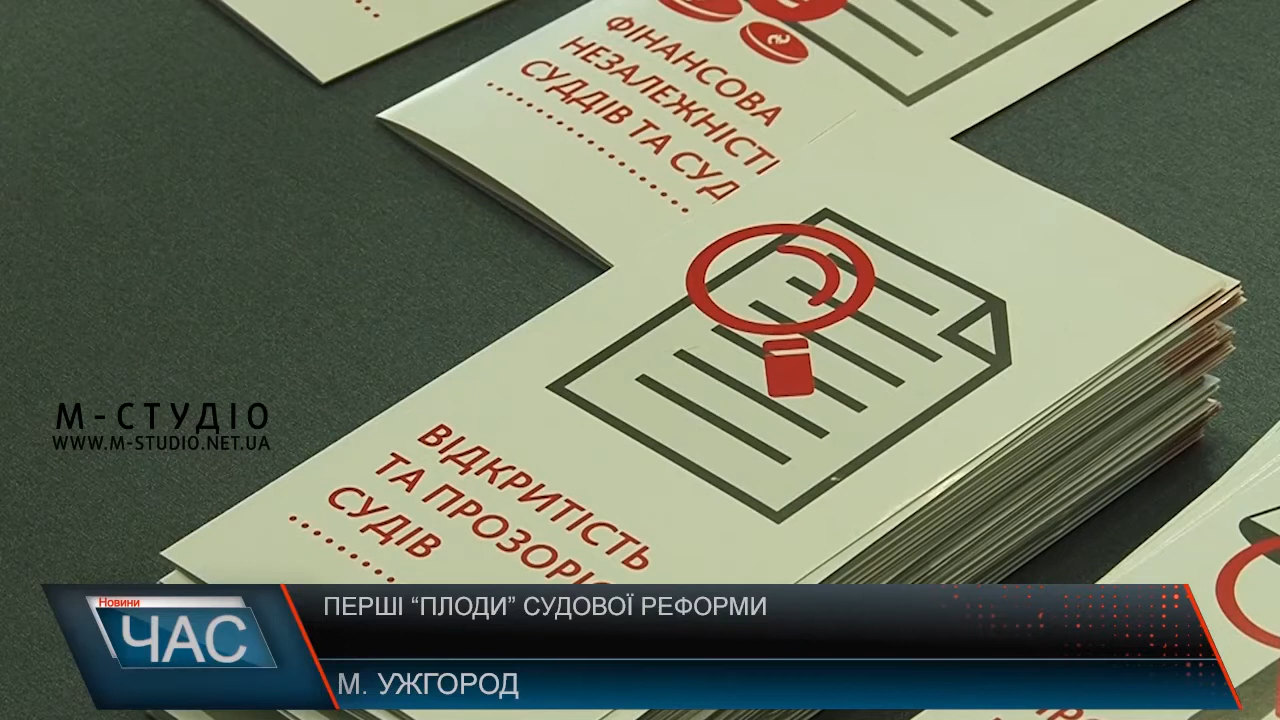 ФІНАНСОВА
НЕЗАЛЕЖНІСТЬ
СУДДІВ ТА СУД
ВІДКРИТІСТЬ
ТА ПРОЗОРІС
СУДІВ
М-СТУДІО
WWW.M-STUDIO.NET.UA
Новини
ЧАС
ПЕРШІ “ПЛОДИ” СУДОВОЇ РЕФОРМИ
М. УЖГОРОД